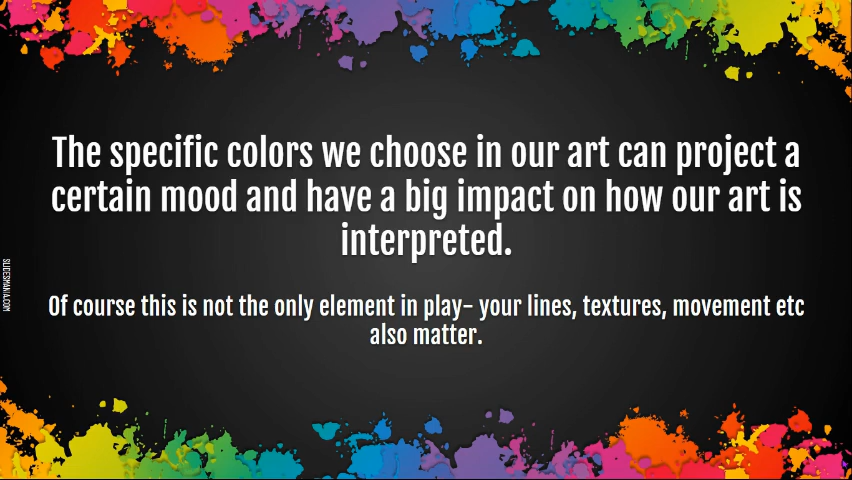 The specific colors we choose in our art can project a
certain mood and have a big impact on how our art is
interpreted.
Of course this is not the only element in play- your lines, textures, movement etc
also matter.
SLIDESMANIA.COM